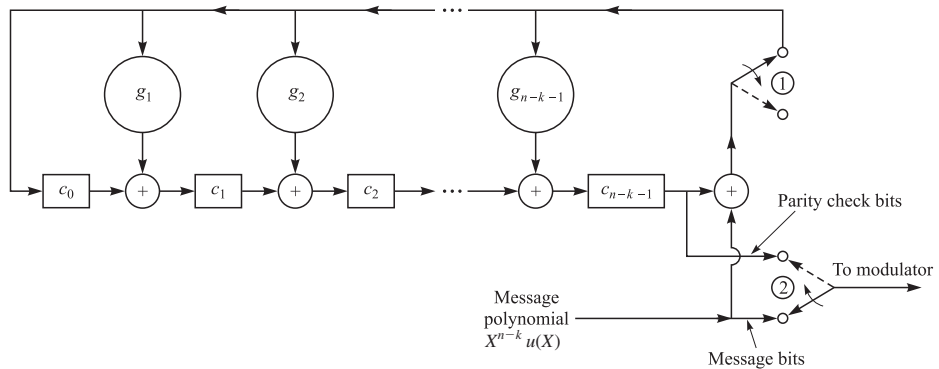 ...
g₁ g₂ gₙ₋ₖ₋₁
1
c₀ + c₁ + c₂ ... + cₙ₋ₖ₋₁ +
Parity check bits
To modulator
2
Message
polynomial
Xⁿ⁻ᵏ u(X)
Message bits